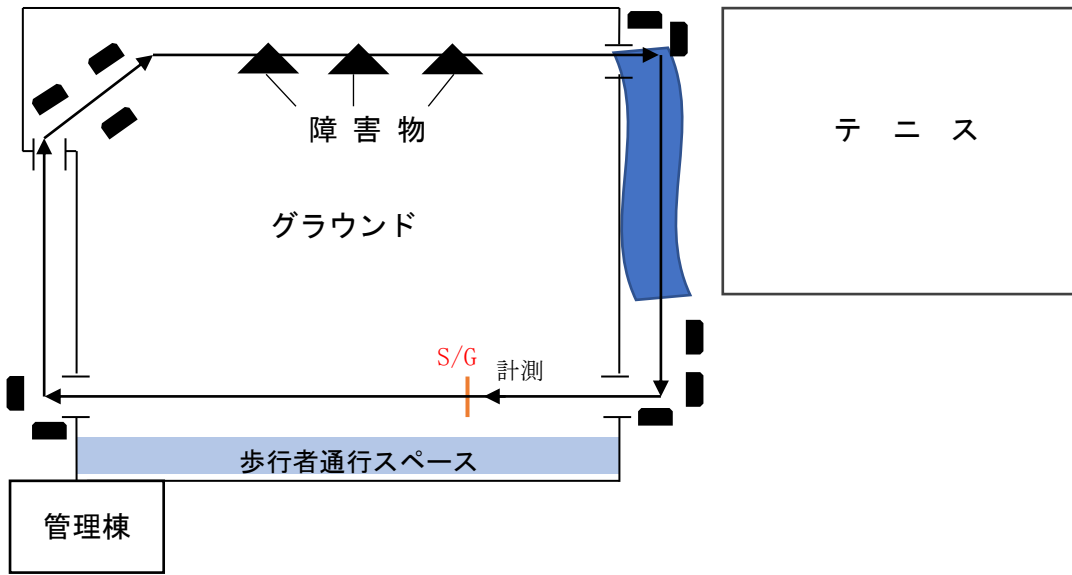 障 害 物
テ ニ ス
グラウンド
S/G
計測
歩行者通行スペース
管理棟